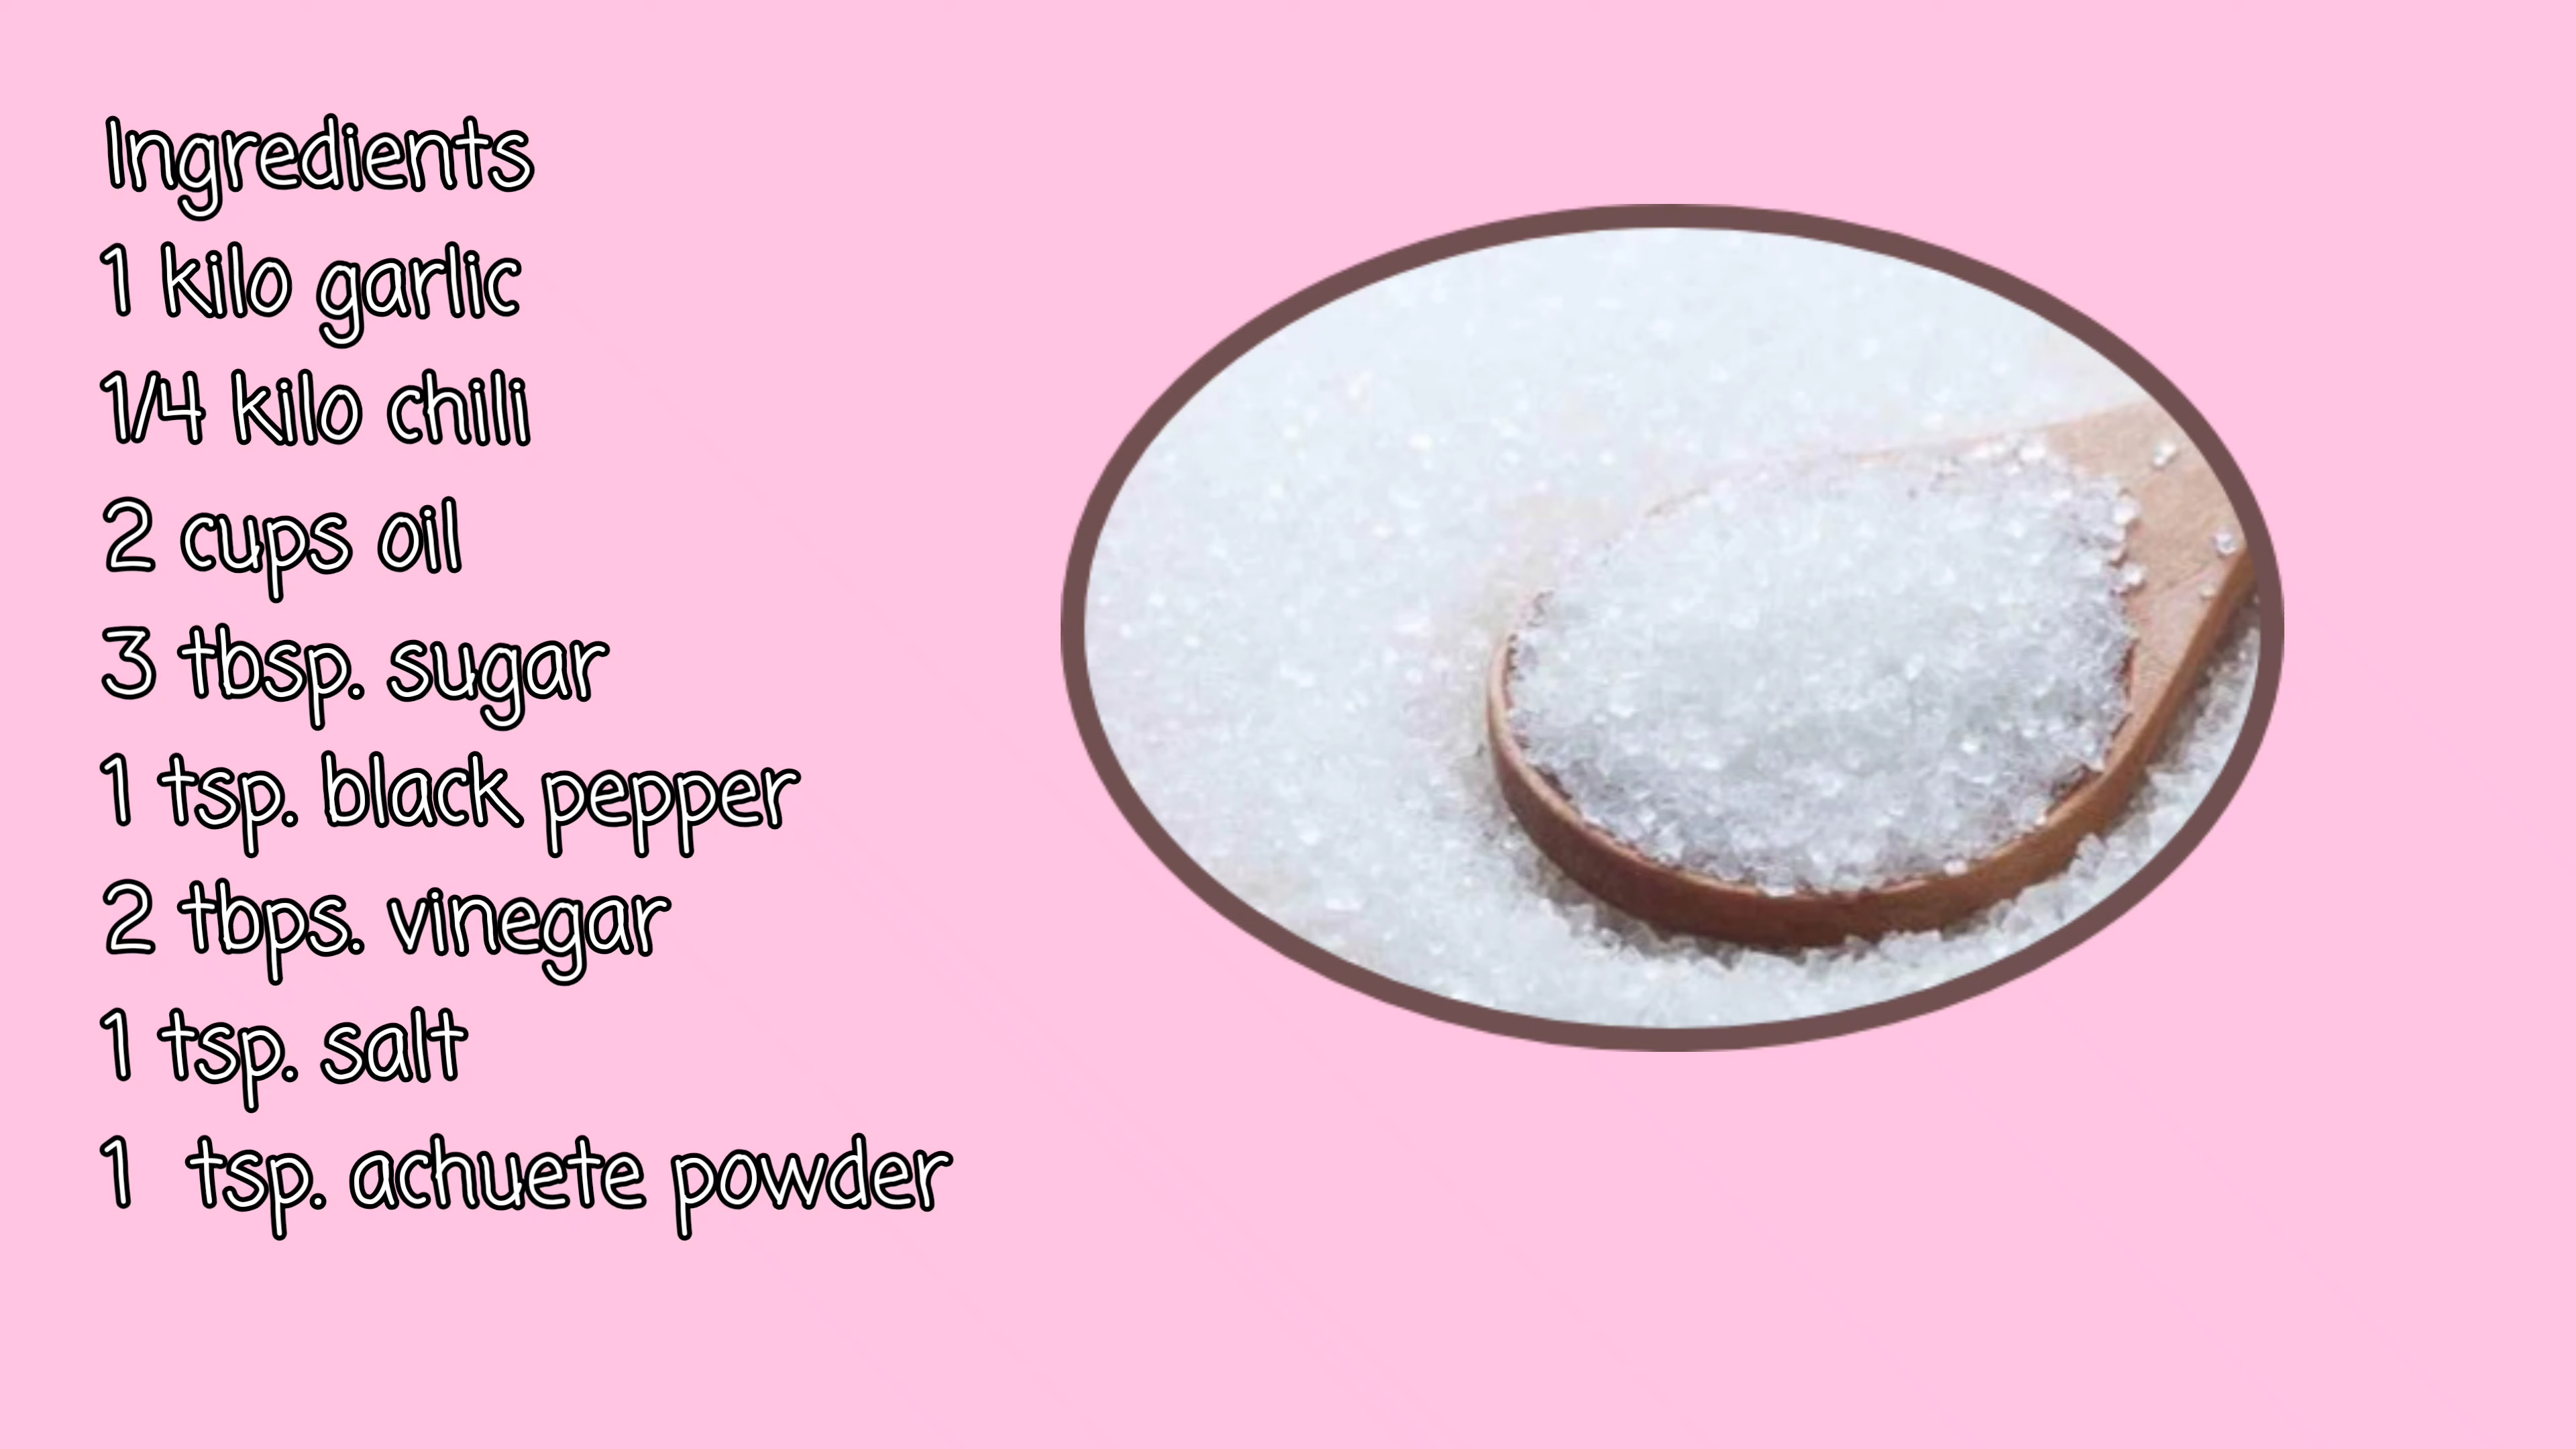 Ingredients
1 kilo garlic
1/4 kilo chili
2 cups oil
3 tbsp. sugar
1 tsp. black pepper
2 tbps. vinegar
1 tsp. salt
1 tsp. achuete powder